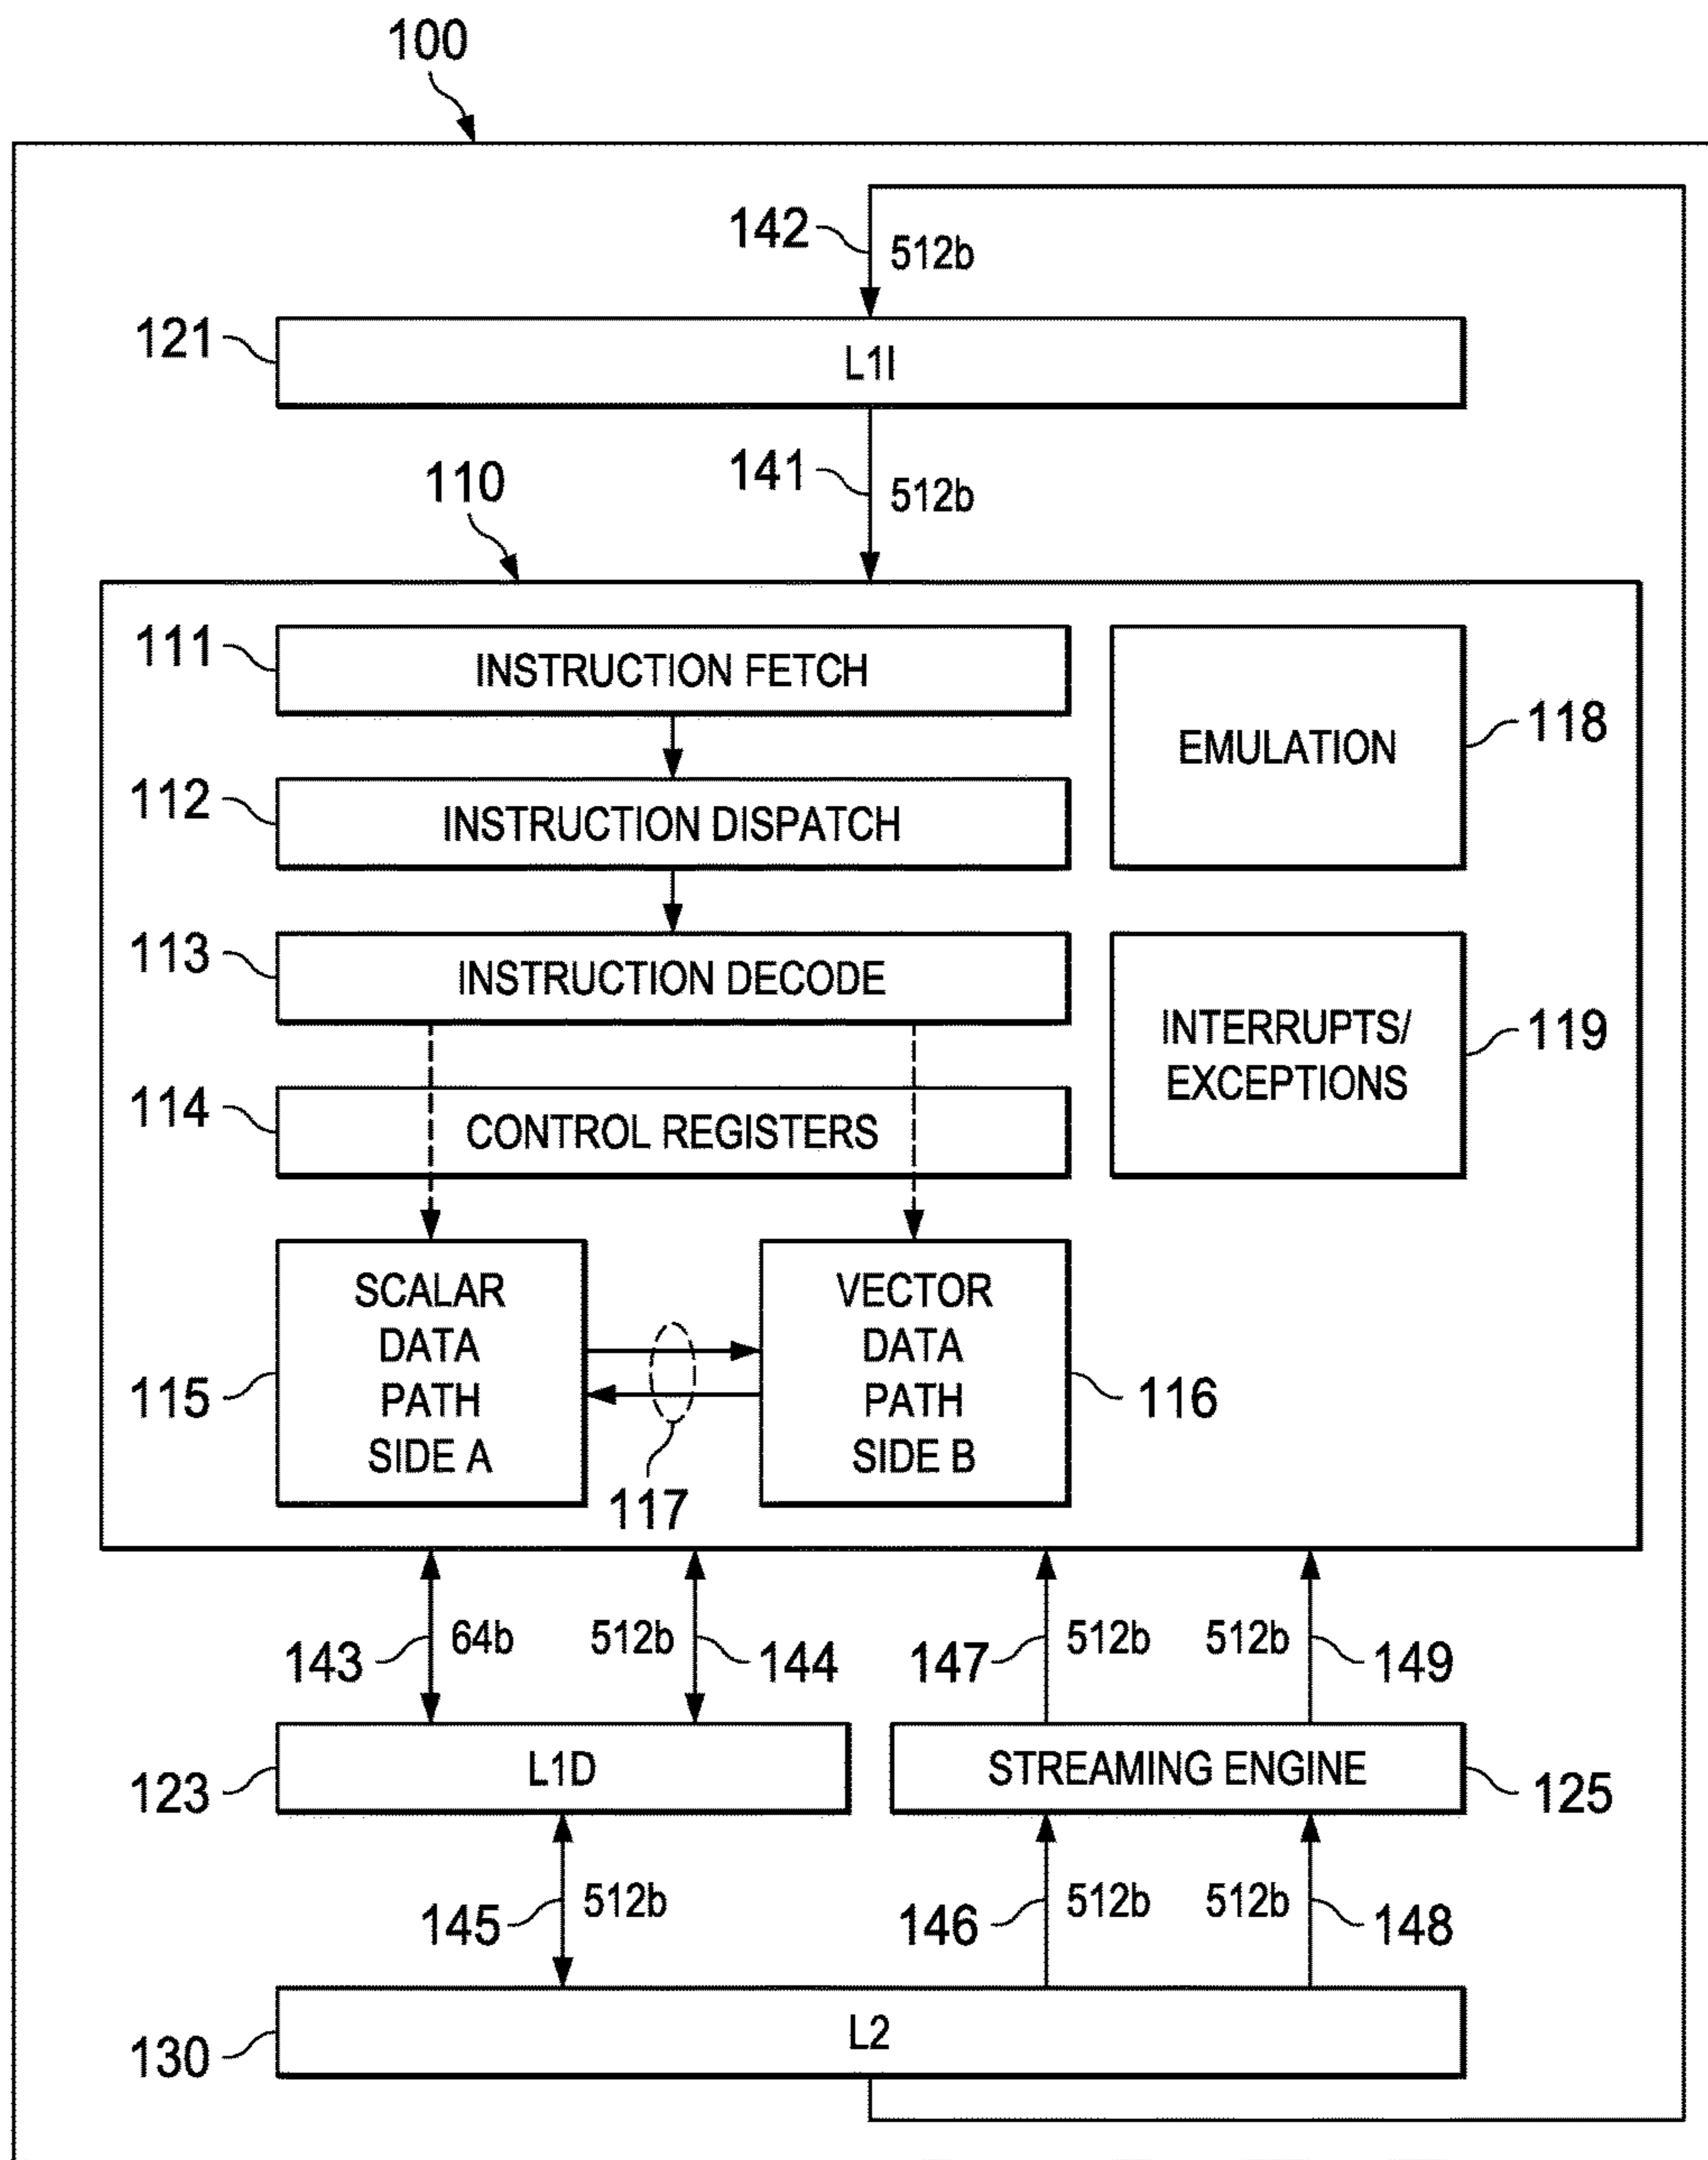 100
142
512b
121
L1I
141
512b
110
111
INSTRUCTION FETCH
118
EMULATION
112
INSTRUCTION DISPATCH
113
INSTRUCTION DECODE
119
INTERRUPTS/
EXCEPTIONS
114
CONTROL REGISTERS
115
SCALAR
DATA
PATH
SIDE A
117
VECTOR
DATA
PATH
SIDE B
116
143
64b
512b
144
147
512b
512b
149
123
L1D
STREAMING ENGINE
125
145
512b
146
512b
512b
148
130
L2